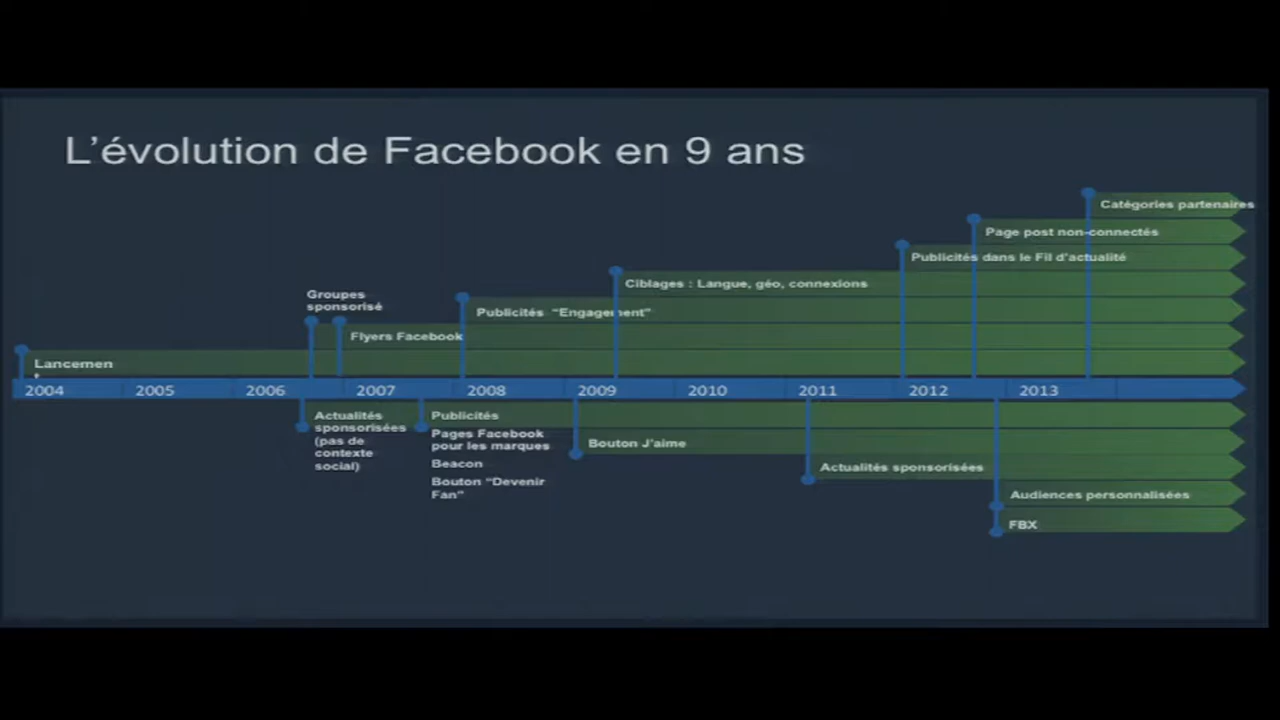 L'évolution de Facebook en 9 ans
Catégories partenaires
Page post non-connectés
Publicités dans le Fil d'actualité
Ciblages : Langue, géo, connexions
Groupes
sponsorisé
Publicités "Engagement"
Flyers Facebook
Lancemen
2004 2005 2006 2007 2008 2009 2010 2011 2012 2013
Actualités
sponsorisées
(pas de
contexte
social)
Publicités
Pages Facebook
pour les marques
Beacon
Bouton "Devenir
Fan"
Bouton J'aime
Actualités sponsorisées
Audiences personnalisées
FBX